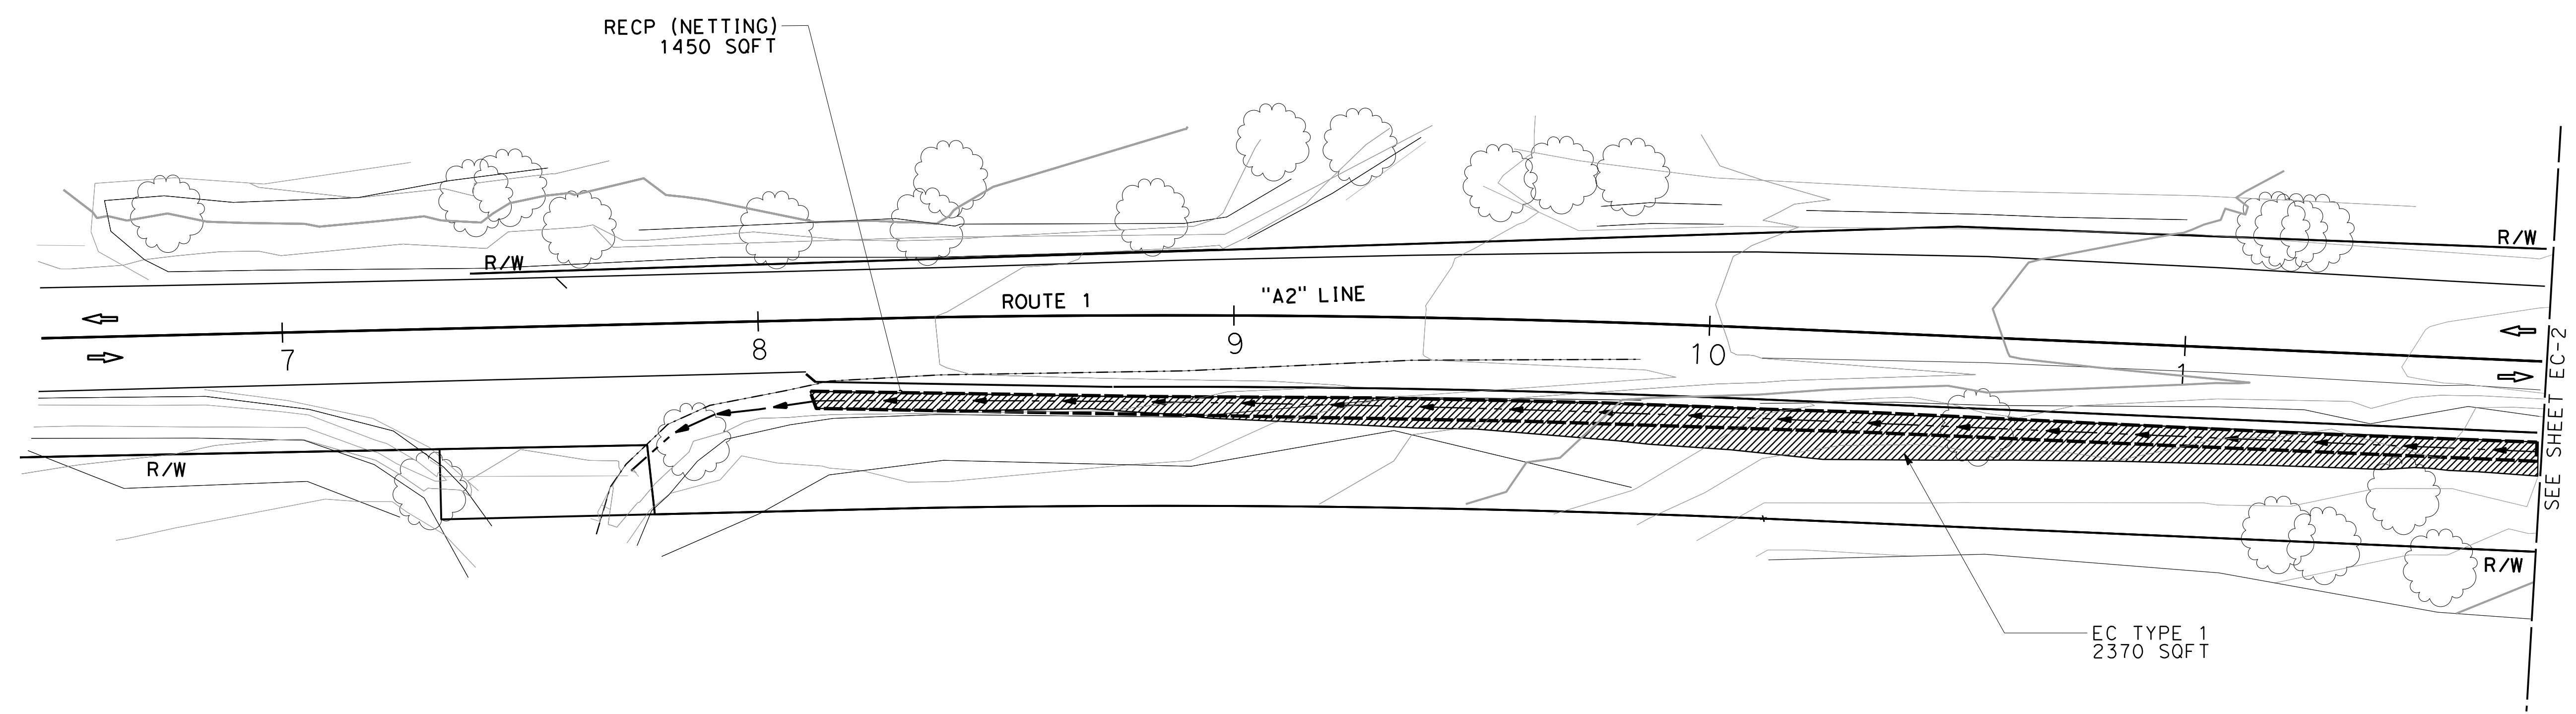 RECP (NETTING)
1450 SQFT
R/W
R/W
ROUTE 1
"A2" LINE
7
8
9
10
1
R/W
R/W
EC TYPE 1
2370 SQFT
SEE SHEET EC-2